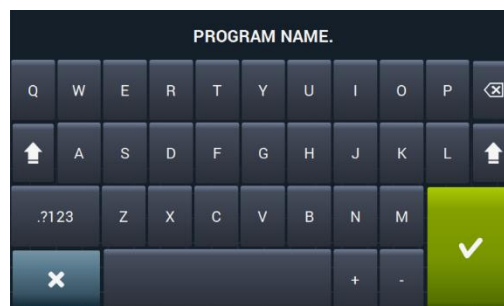 PROGRAM NAME.
Q W E R T Y U I O P
A S D F G H J K L
.?123 Z X C V B N M
+ -